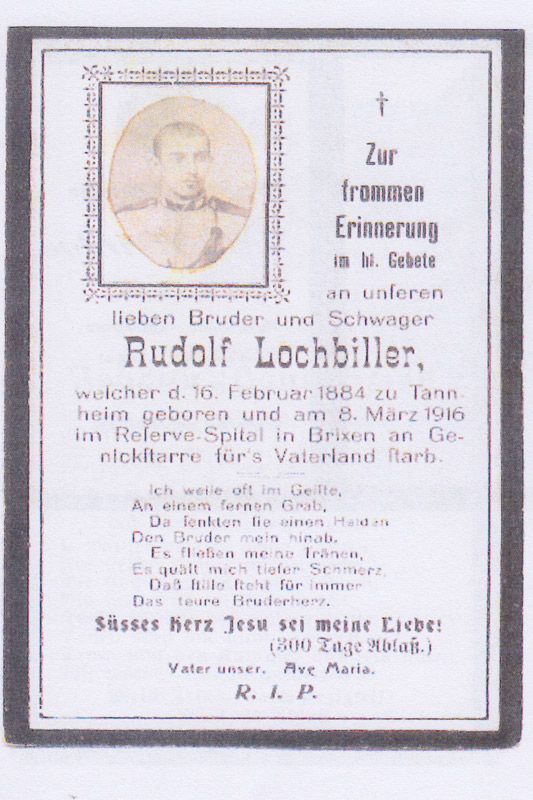 †
Zur
frommen
Erinnerung
im hl. Gebete
an unseren
lieben Bruder und Schwager
Rudolf Lochbiller,
welcher d. 16. Februar 1884 zu Tann-
heim geboren und am 8. März 1916
im Reſerve-Spital in Brixen an Ge-
nickſtarre für's Vaterland ſtarb.
Ich weile oft im Geiſte,
An einem fernen Grab,
Da ſenkten ſie einen Helden
Den Bruder mein hinab.
Es fließen meine Tränen,
Es quält mich tiefer Schmerz,
Daß ſtille ſteht für immer
Das teure Bruderherz.
Süsses Herz Jesu sei meine Liebe!
(300 Tage Ablaß.)
Vater unser. Ave Maria.
R. I. P.